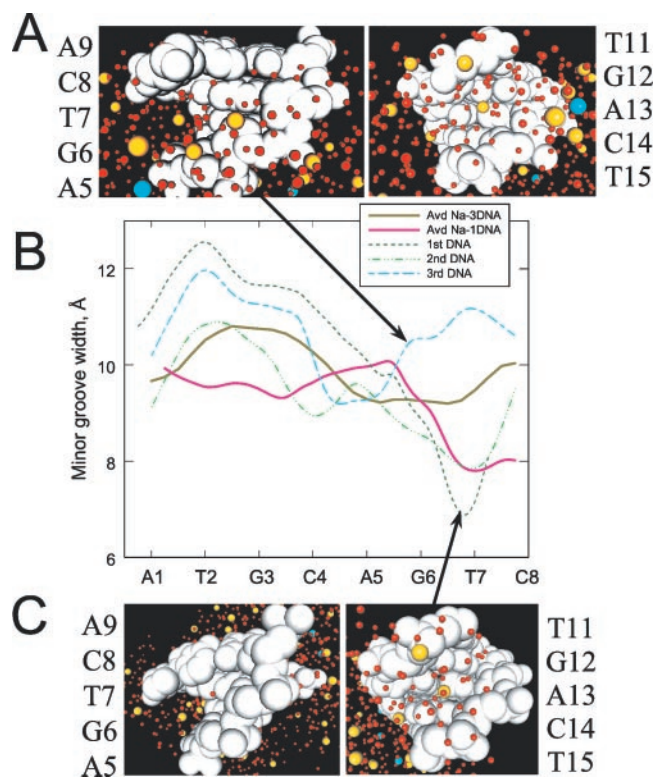 A
A9
C8
T7
G6
A5
T11
G12
A13
C14
T15
B
Avd Na-3DNA
Avd Na-1DNA
1st DNA
2nd DNA
3rd DNA
Minor groove width, Å
12
10
8
6
A1 T2 G3 C4 A5 G6 T7 C8
C
A9
C8
T7
G6
A5
T11
G12
A13
C14
T15